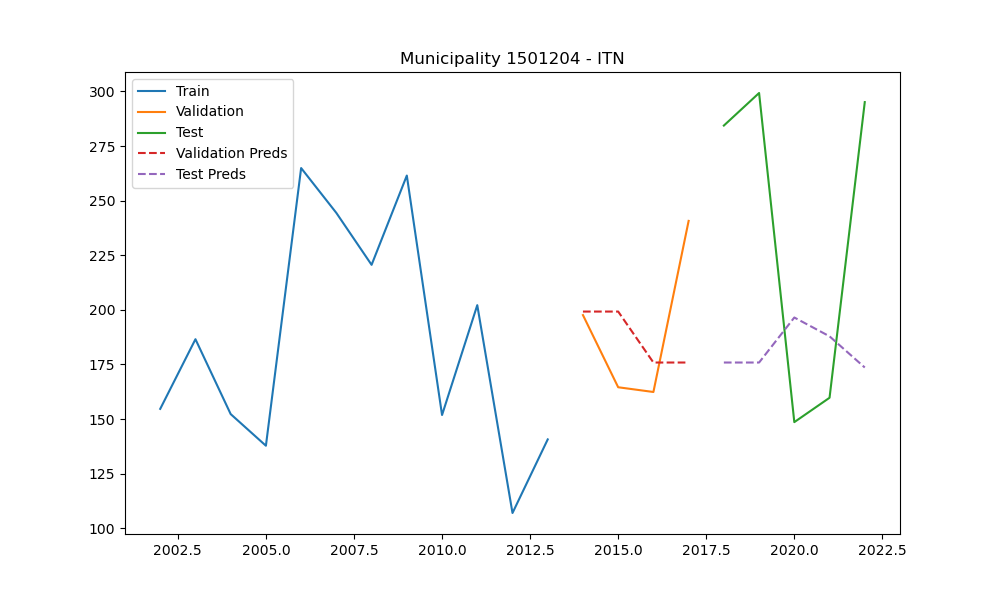 Municipality 1501204 - ITN
Train
Validation
Test
Validation Preds
Test Preds
300
275
250
225
200
175
150
125
100
2002.5 2005.0 2007.5 2010.0 2012.5 2015.0 2017.5 2020.0 2022.5